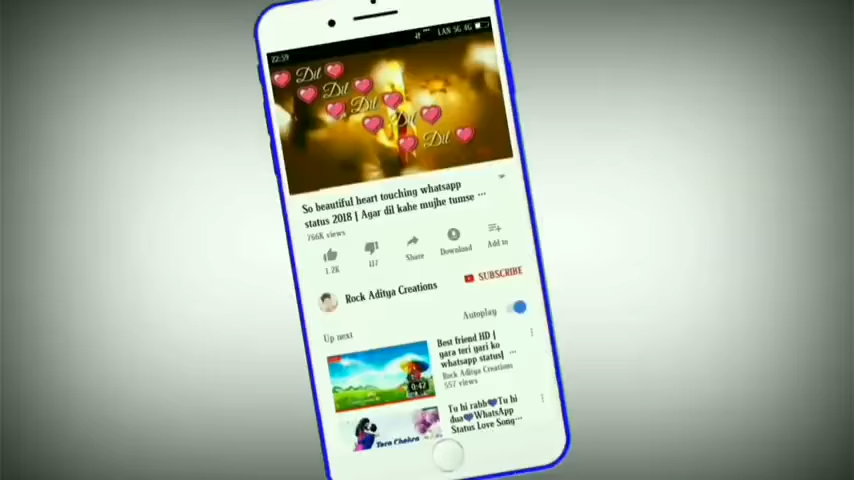 22:59
LAN 5G 4G
Dil
Dil
Dil
Dil
Dil
So beautiful heart touching whatsapp
status 2018 | Agar dil kahe mujhe tumse ...
766K views
1.2K
117
Share
Download
Add to
Rock Aditya Creations
SUBSCRIBE
Autoplay
Up next
Best friend HD |
yara teri yari ko
whatsapp status| ...
Rock Aditya Creations
557 views
0:42
Tu hi rabb💜Tu hi
dua💜WhatsApp
Status Love Song...
Tera Chehra